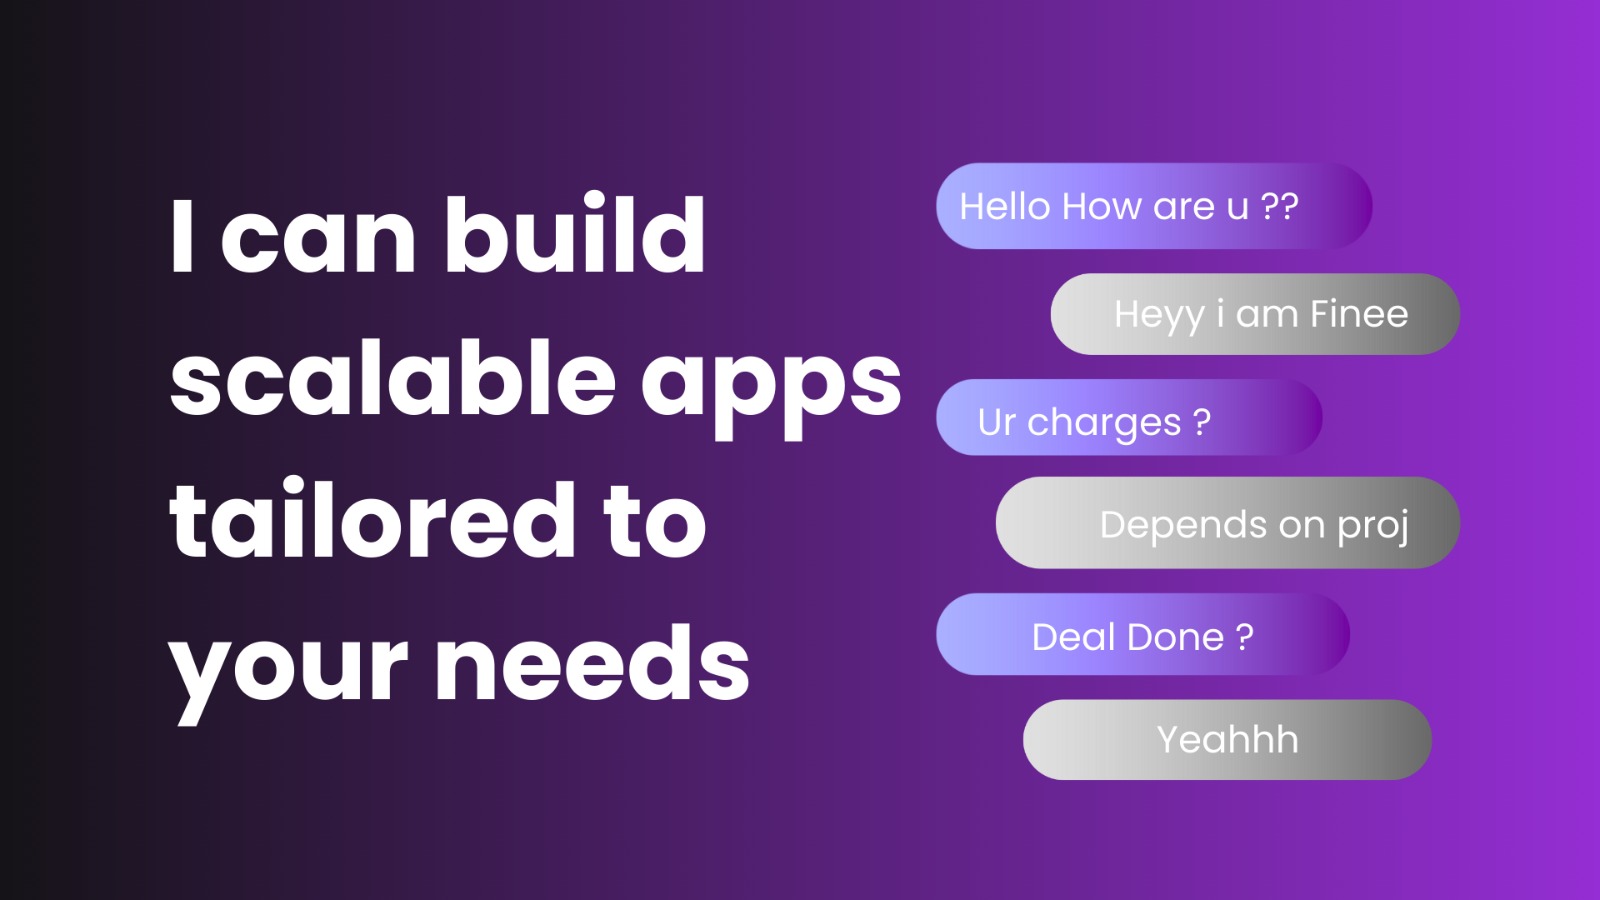 I can build
scalable apps
tailored to
your needs
Hello How are u ??
Heyy i am Finee
Ur charges ?
Depends on proj
Deal Done ?
Yeahhh